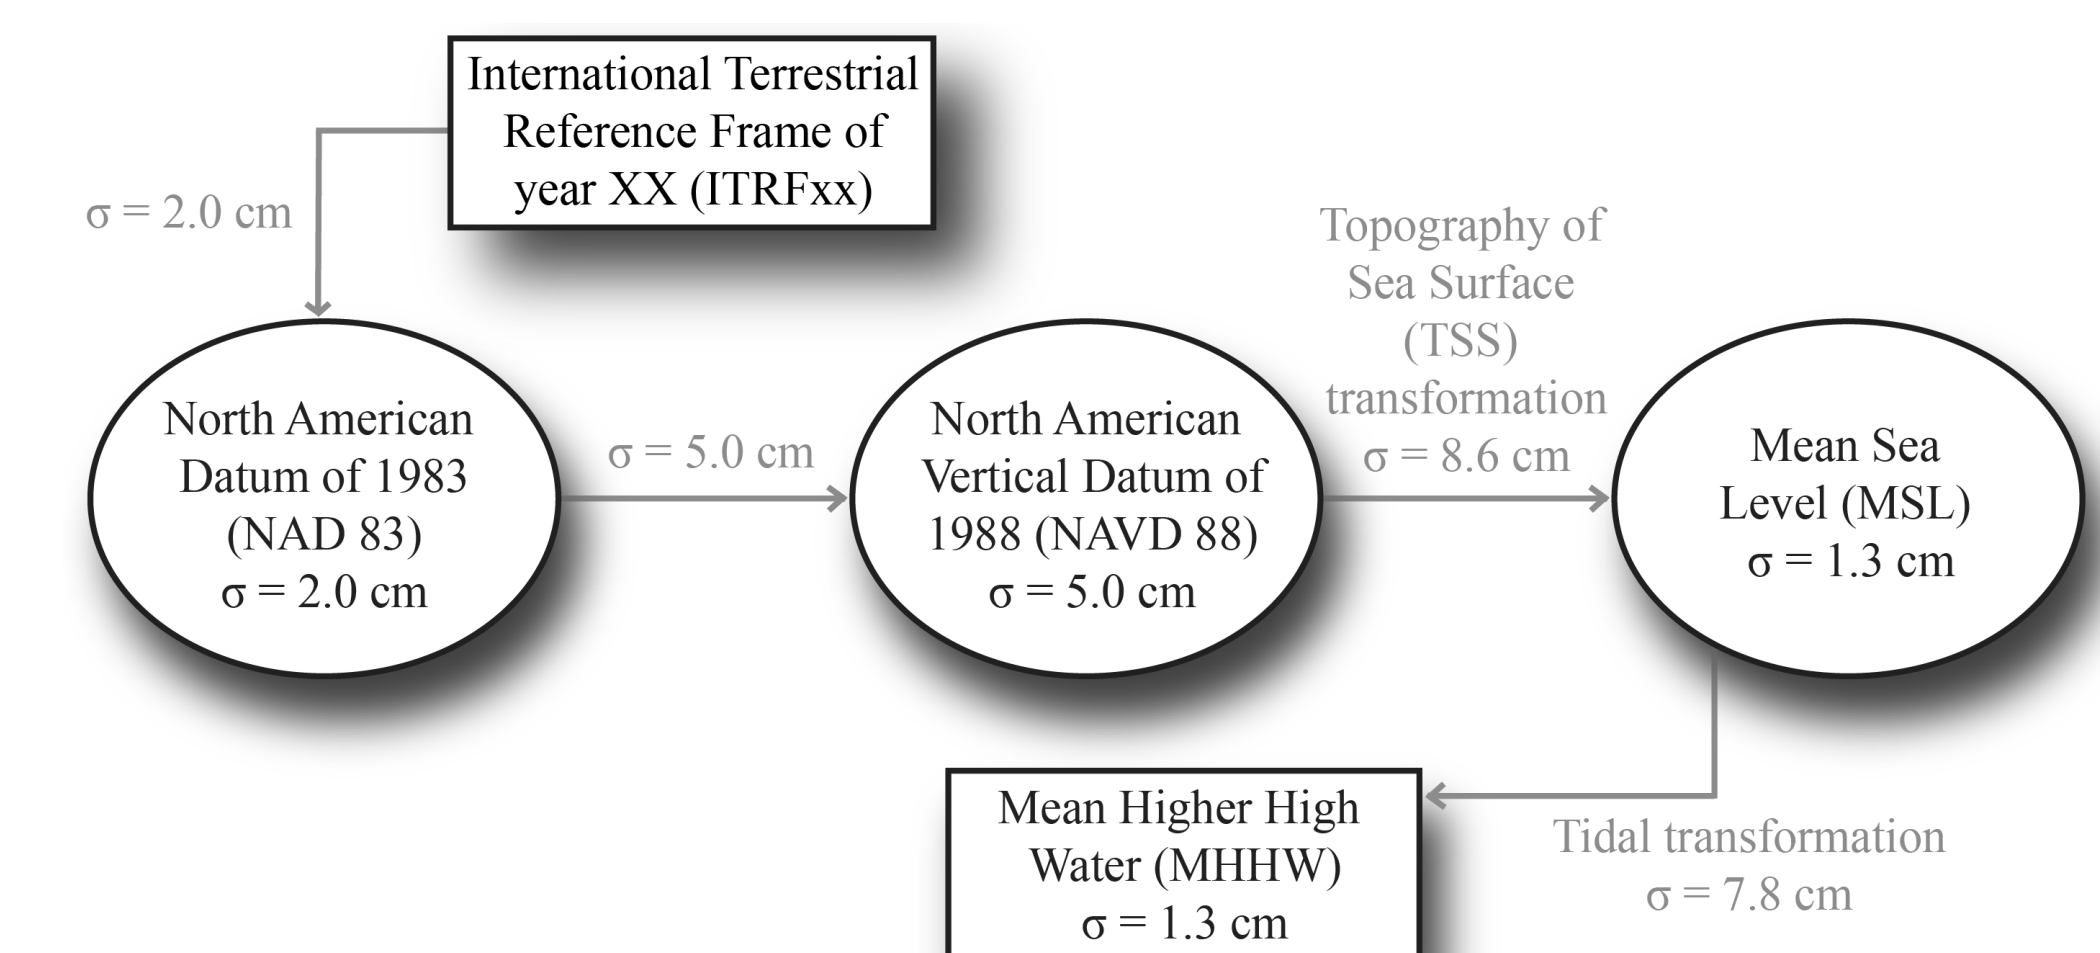 International Terrestrial
Reference Frame of
year XX (ITRFxx)
σ = 2.0 cm
North American
Datum of 1983
(NAD 83)
σ = 2.0 cm
σ = 5.0 cm
North American
Vertical Datum of
1988 (NAVD 88)
σ = 5.0 cm
Topography of
Sea Surface
(TSS)
transformation
σ = 8.6 cm
Mean Sea
Level (MSL)
σ = 1.3 cm
Tidal transformation
σ = 7.8 cm
Mean Higher High
Water (MHHW)
σ = 1.3 cm